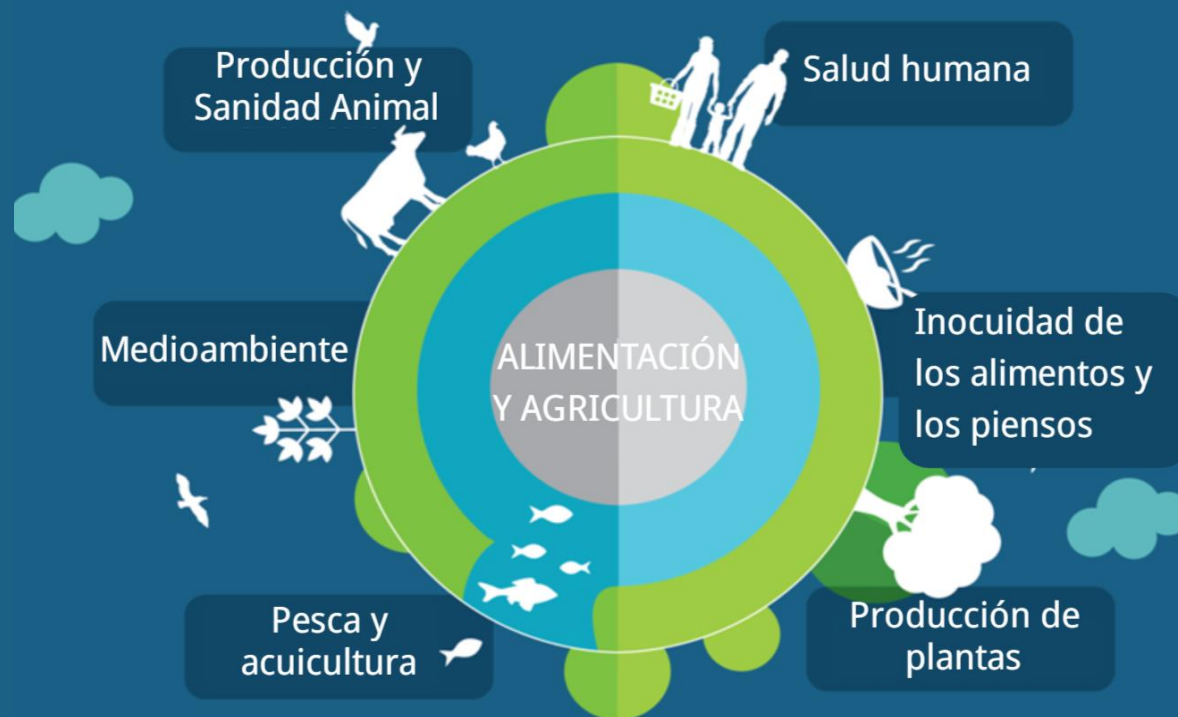 Producción y
Sanidad Animal
Salud humana
Medioambiente
ALIMENTACIÓN
Y AGRICULTURA
Inocuidad de
los alimentos y
los piensos
Pesca y
acuicultura
Producción de
plantas